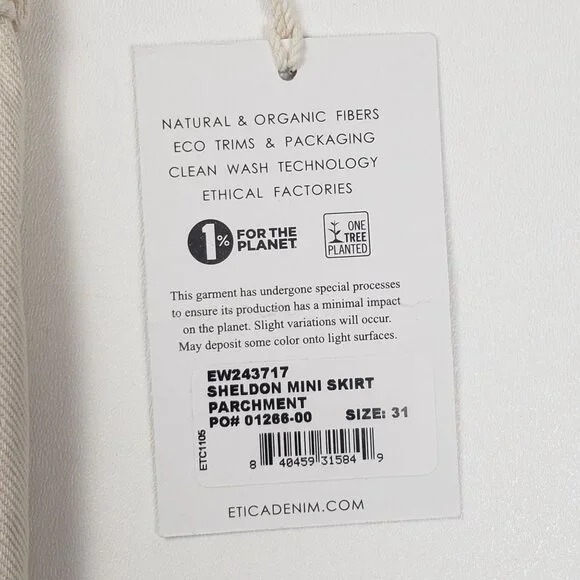 NATURAL & ORGANIC FIBERS
ECO TRIMS & PACKAGING
CLEAN WASH TECHNOLOGY
ETHICAL FACTORIES
1% FOR THE PLANET
ONE TREE PLANTED
This garment has undergone special processes
to ensure its production has a minimal impact
on the planet. Slight variations will occur.
May deposit some color onto light surfaces.
EW243717
SHELDON MINI SKIRT
PARCHMENT
PO# 01266-00 SIZE: 31
ETC1105
8 40459 31584 9
ETICADENIM.COM